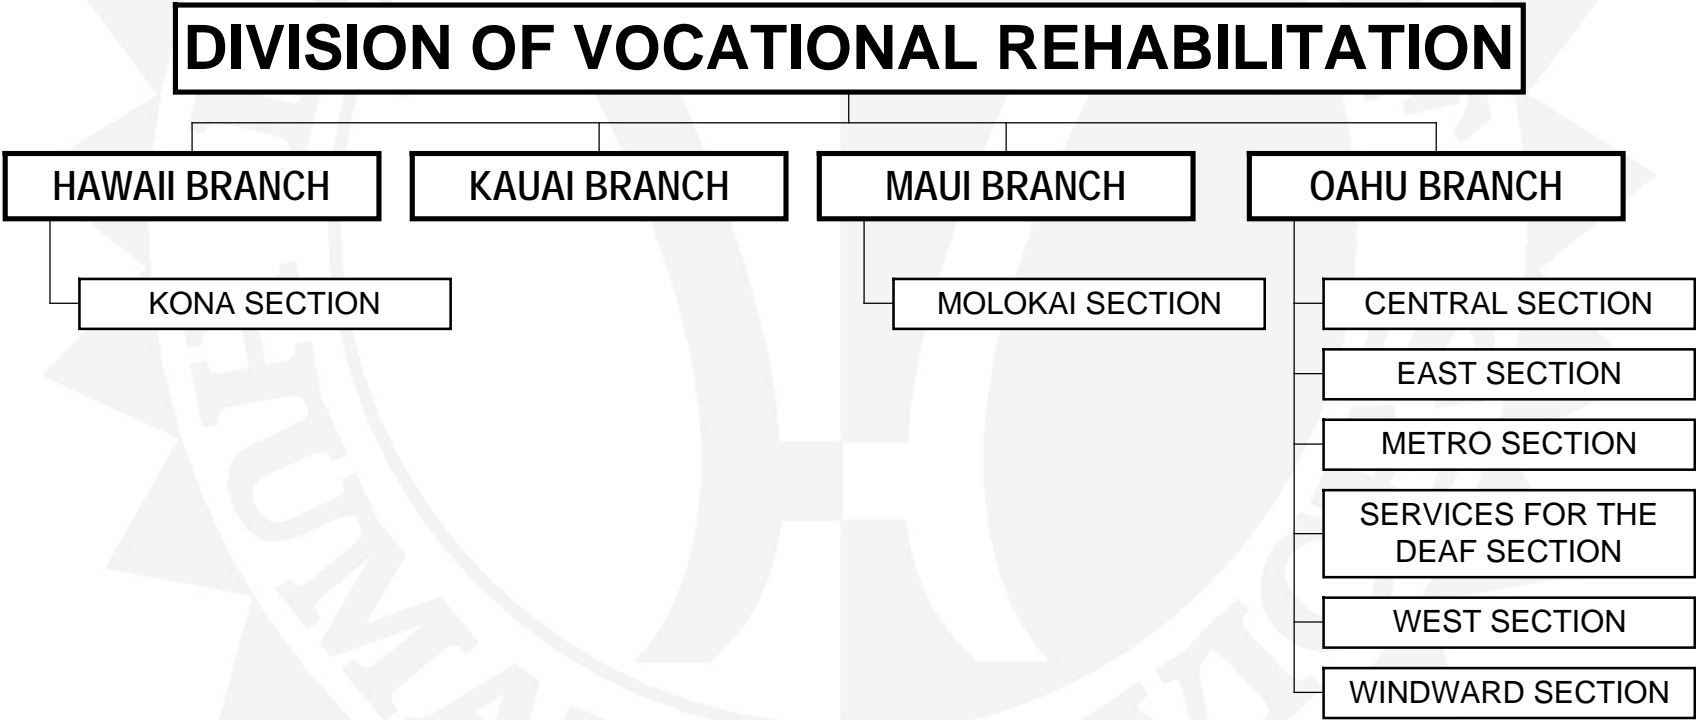 DIVISION OF VOCATIONAL REHABILITATION
HAWAII BRANCH
KAUAI BRANCH
MAUI BRANCH
OAHU BRANCH
KONA SECTION
MOLOKAI SECTION
CENTRAL SECTION
EAST SECTION
METRO SECTION
SERVICES FOR THE
DEAF SECTION
WEST SECTION
WINDWARD SECTION